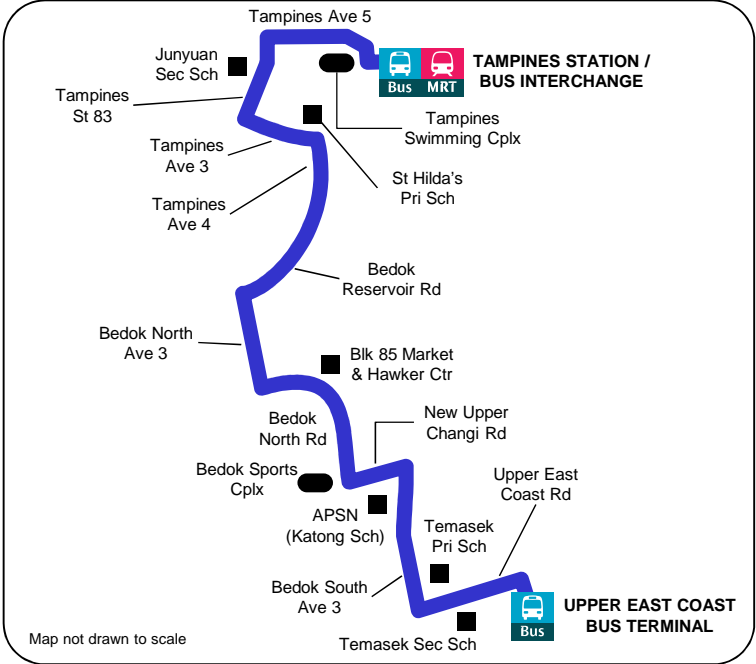 Tampines Ave 5
Junyuan
Sec Sch
Bus
MRT
TAMPINES STATION /
BUS INTERCHANGE
Tampines
St 83
Tampines
Swimming Cplx
Tampines
Ave 3
St Hilda's
Pri Sch
Tampines
Ave 4
Bedok
Reservoir Rd
Bedok North
Ave 3
Blk 85 Market
& Hawker Ctr
Bedok
North Rd
New Upper
Changi Rd
Bedok Sports
Cplx
Upper East
Coast Rd
APSN
(Katong Sch)
Temasek
Pri Sch
Bedok South
Ave 3
Bus
UPPER EAST COAST
BUS TERMINAL
Temasek Sec Sch
Map not drawn to scale